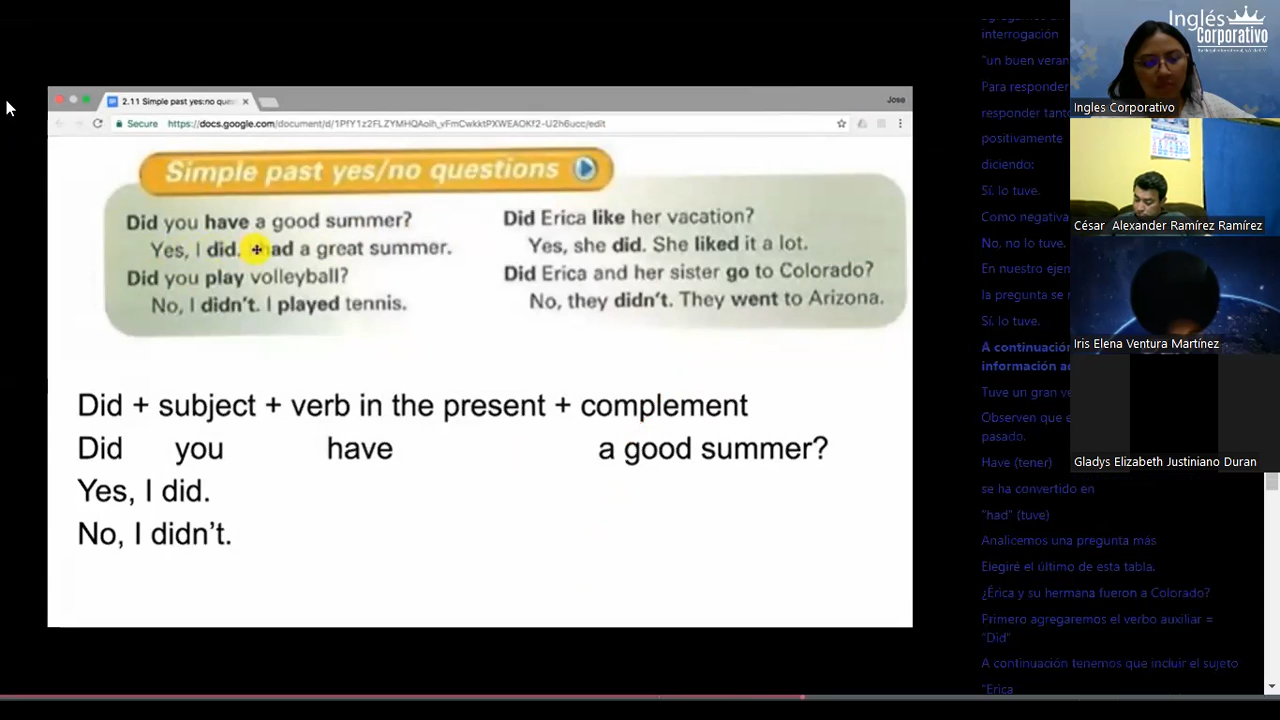 2.11 Simple past yes:no que
Jose
Secure
https://docs.google.com/document/d/
Simple past yes/no questions
Did you have a good summer?
Yes, I did. had a great summer.
Did you play volleyball?
No, I didn't. I played tennis.
Did Erica like her vacation?
Yes, she did. She liked it a lot.
Did Erica and her sister go to Colorado?
No, they didn't. They went to Arizona.
Did + subject + verb in the present + complement
Did you have a good summer?
Yes, I did.
No, I didn't.
interrogación
"un buen veran
Para responder
responder tant
positivamente
diciendo:
Sí. lo tuve.
Como negativa
No, no lo tuve.
En nuestro ejen
la pregunta se r
Sí. lo tuve.
A continuación
información ad
Tuve un gran ve
Observen que e
pasado.
Have (tener)
se ha convertido en
"had" (tuve)
Analicemos una pregunta más
Elegiré el último de esta tabla.
¿Érica y su hermana fueron a Colorado?
Primero agregaremos el verbo auxiliar =
"Did"
A continuación tenemos que incluir el sujeto
"Erica
Inglés
Corporativo
Ingles Corporativo
César Alexander Ramírez Ramírez
Iris Elena Ventura Martínez
Gladys Elizabeth Justiniano Duran